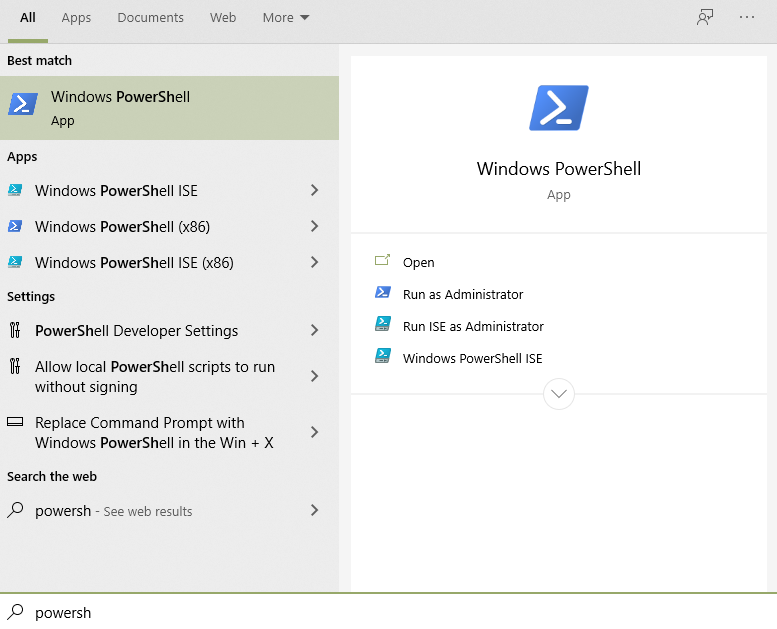 All Apps Documents Web More
Best match
Windows PowerShell
App
Apps
Windows PowerShell ISE
Windows PowerShell (x86)
Windows PowerShell ISE (x86)
Settings
PowerShell Developer Settings
Allow local PowerShell scripts to run
without signing
Replace Command Prompt with
Windows PowerShell in the Win + X
Search the web
powersh - See web results
Windows PowerShell
App
Open
Run as Administrator
Run ISE as Administrator
Windows PowerShell ISE
powersh